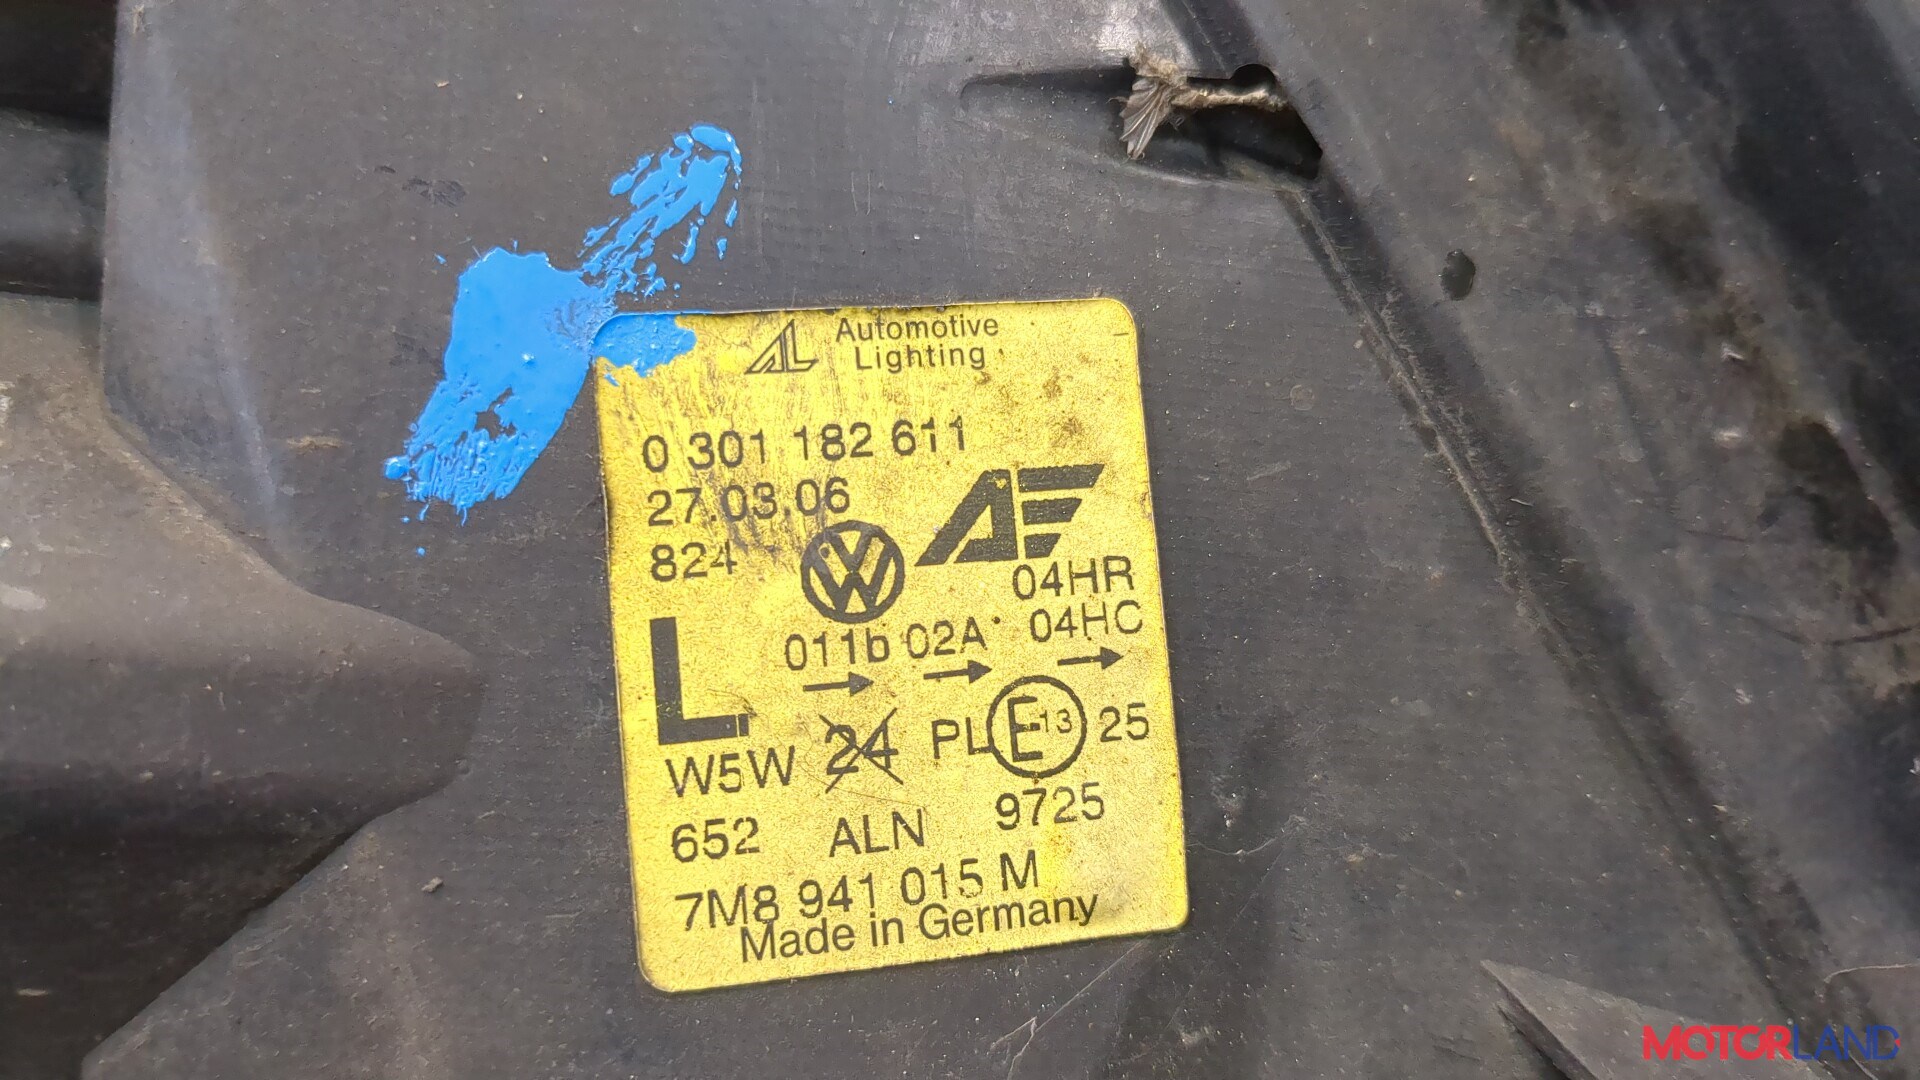 Automotive
Lighting
0 301 182 611
27.03.06
824
04HR
011b 02A 04HC
L
W5W 24 PL E 13 25
652 ALN 9725
7M8 941 015 M
Made in Germany
MOTORLAND